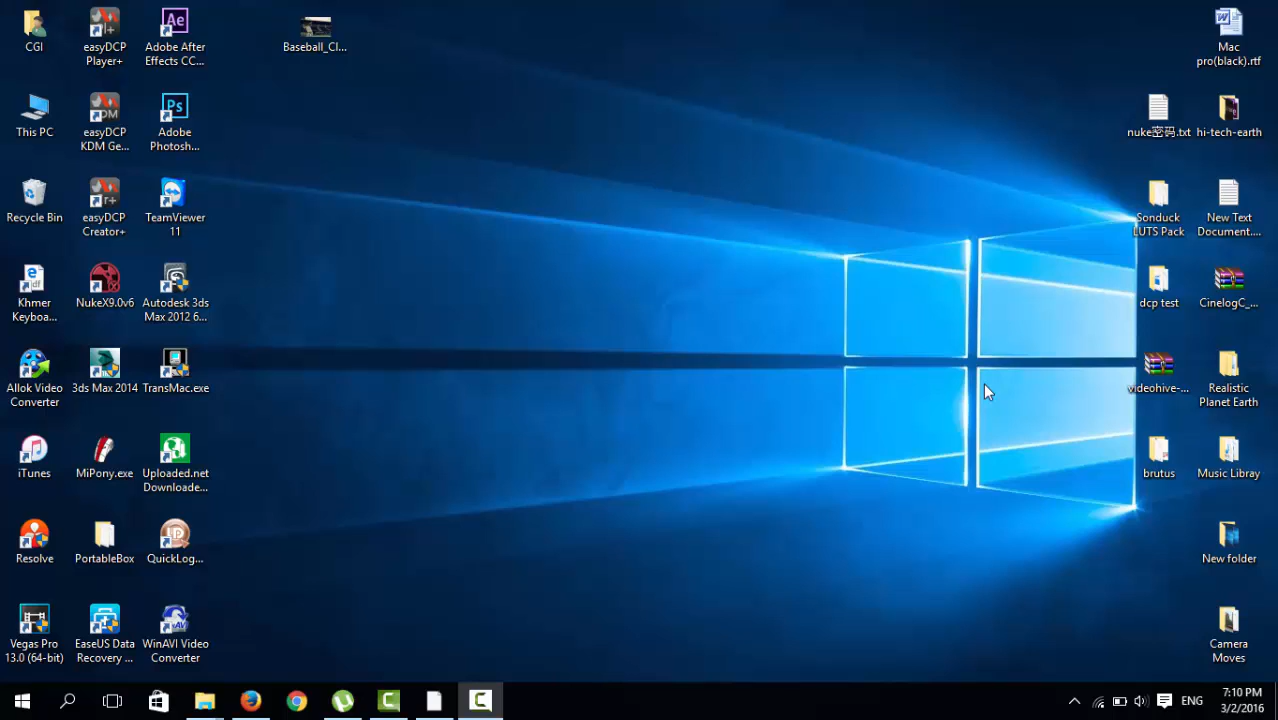 CGI
easyDCP
Player+
Adobe After
Effects CC...
Baseball_Cl...
Mac
pro(black).rtf
This PC
easyDCP
KDM Ge...
Adobe
Photosh...
nuke密码.txt
hi-tech-earth
Recycle Bin
easyDCP
Creator+
TeamViewer
11
Sonduck
LUTS Pack
New Text
Document....
Khmer
Keyboa...
NukeX9.0v6
Autodesk 3ds
Max 2012 6...
dcp test
CinelogC_...
Allok Video
Converter
3ds Max 2014
TransMac.exe
videohive-...
Realistic
Planet Earth
iTunes
MiPony.exe
Uploaded.net
Downloade...
brutus
Music Libray
Resolve
PortableBox
QuickLog...
New folder
Vegas Pro
13.0 (64-bit)
EaseUS Data
Recovery ...
WinAVI Video
Converter
Camera
Moves
ENG
7:10 PM
3/2/2016